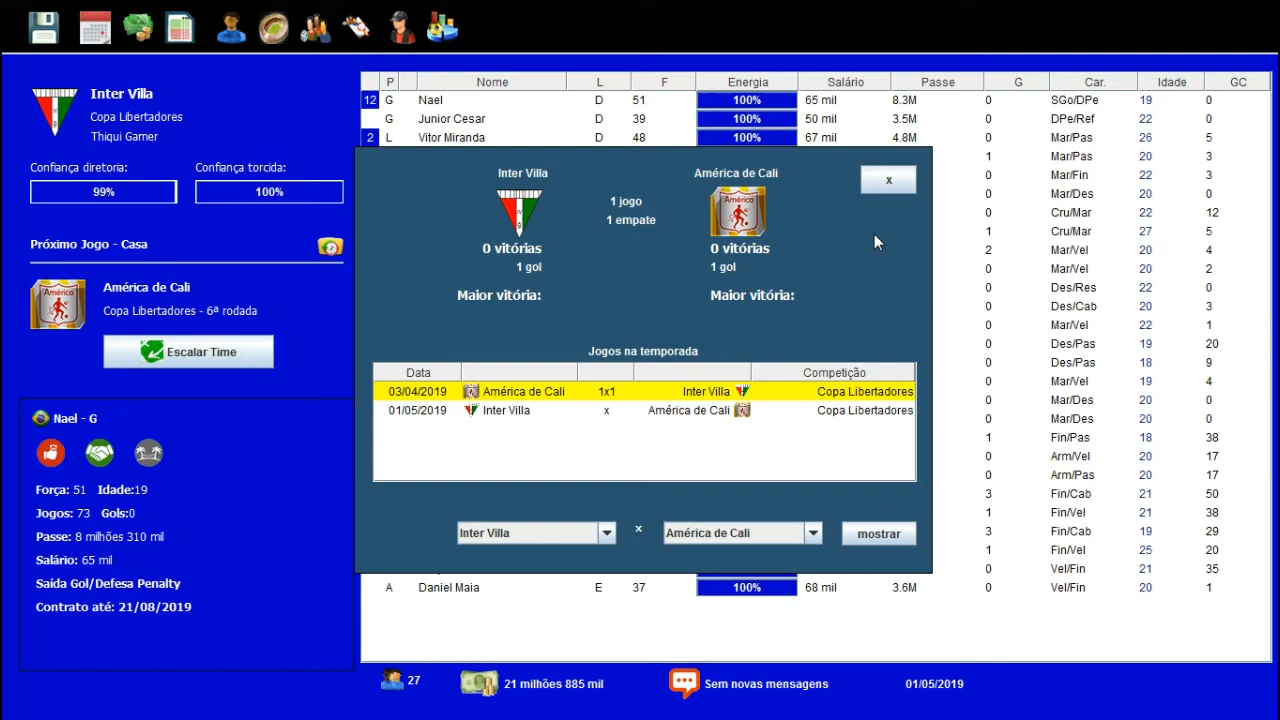 Inter Villa
Copa Libertadores
Thiqui Gamer
Confiança diretoria: Confiança torcida:
99% 100%
Próximo Jogo - Casa
América de Cali
Copa Libertadores - 6ª rodada
Escalar Time
Nael - G
Força: 51 Idade:19
Jogos: 73 Gols:0
Passe: 8 milhões 310 mil
Salário: 65 mil
Saída Gol/Defesa Penalty
Contrato até: 21/08/2019
P Nome L F Energia Salário Passe G Car. Idade GC
12 G Nael D 51 100% 65 mil 8.3M 0 SGo/DPe 19 0
G Junior Cesar D 39 100% 50 mil 3.5M 0 DPe/Ref 22 0
2 L Vitor Miranda D 48 100% 67 mil 4.8M 0 Mar/Pas 26 5
1 Mar/Pas 20 3
0 Mar/Fin 22 3
0 Mar/Des 20 0
0 Cru/Mar 22 12
1 Cru/Mar 27 5
2 Mar/Vel 20 4
0 Mar/Vel 20 2
0 Des/Res 22 0
0 Des/Cab 20 3
0 Mar/Vel 22 1
0 Des/Pas 19 20
0 Des/Pas 18 9
0 Mar/Vel 19 4
0 Mar/Des 20 0
0 Mar/Des 20 0
1 Fin/Pas 18 38
0 Arm/Vel 20 17
0 Arm/Pas 20 17
3 Fin/Cab 21 50
1 Fin/Vel 21 38
3 Fin/Cab 19 29
1 Fin/Vel 25 20
0 Vel/Fin 21 35
A Daniel Maia E 37 100% 68 mil 3.6M 0 Vel/Fin 20 1
Inter Villa América de Cali
x
1 jogo
1 empate
América
0 vitórias 0 vitórias
1 gol 1 gol
Maior vitória: Maior vitória:
Jogos na temporada
Data Competição
03/04/2019 América de Cali 1x1 Inter Villa Copa Libertadores
01/05/2019 Inter Villa x América de Cali Copa Libertadores
Inter Villa x América de Cali mostrar
27 21 milhões 885 mil Sem novas mensagens 01/05/2019